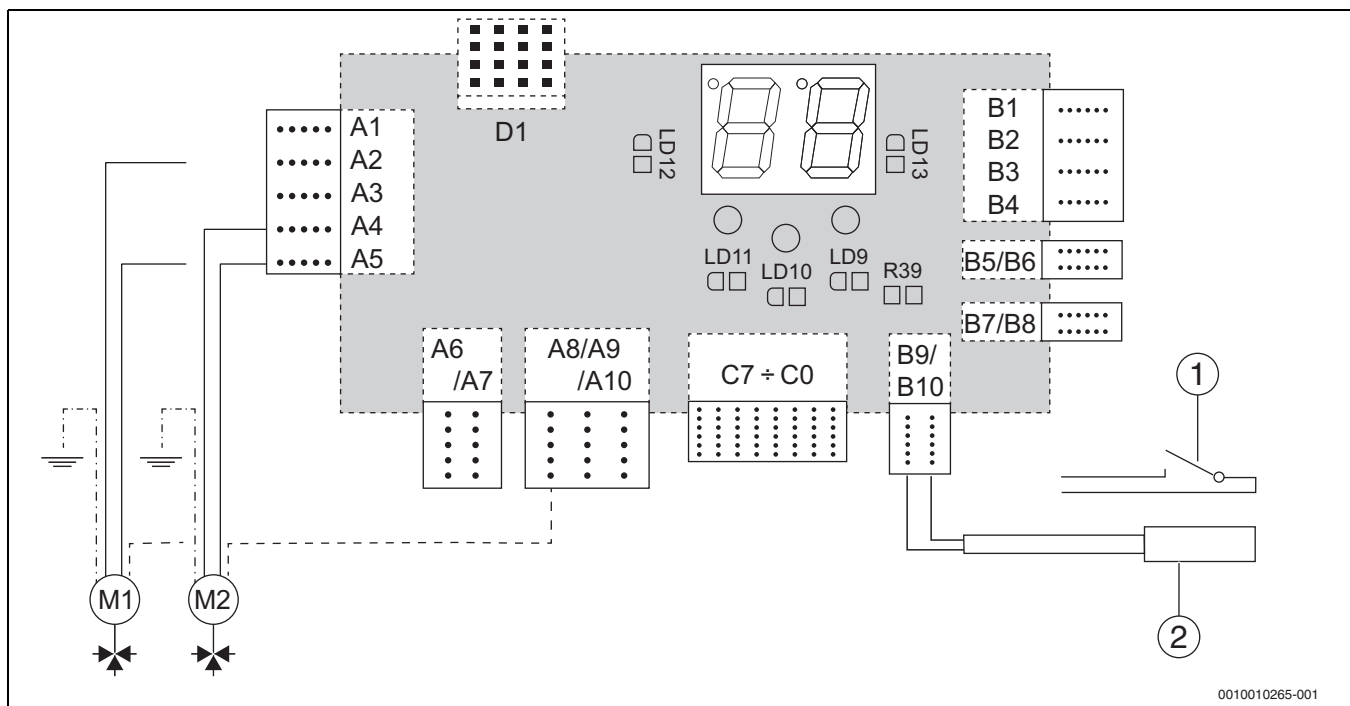 D1
A1
A2
A3
A4
A5
LD12
LD13
B1
B2
B3
B4
LD11
LD10
LD9
R39
B5/B6
B7/B8
A6
/A7
A8/A9
/A10
C7 ÷ C0
B9/
B10
1
M1
M2
2
0010010265-001